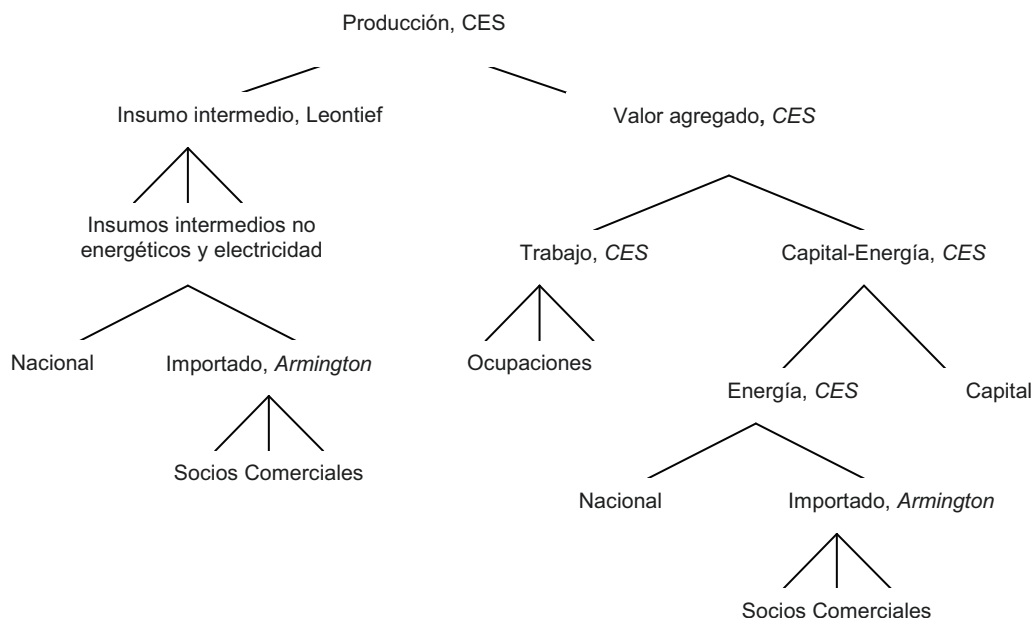 Producción, CES
Insumo intermedio, Leontief
Valor agregado, CES
Insumos intermedios no
energéticos y electricidad
Trabajo, CES
Capital-Energía, CES
Nacional
Importado, Armington
Ocupaciones
Energía, CES
Capital
Socios Comerciales
Nacional
Importado, Armington
Socios Comerciales